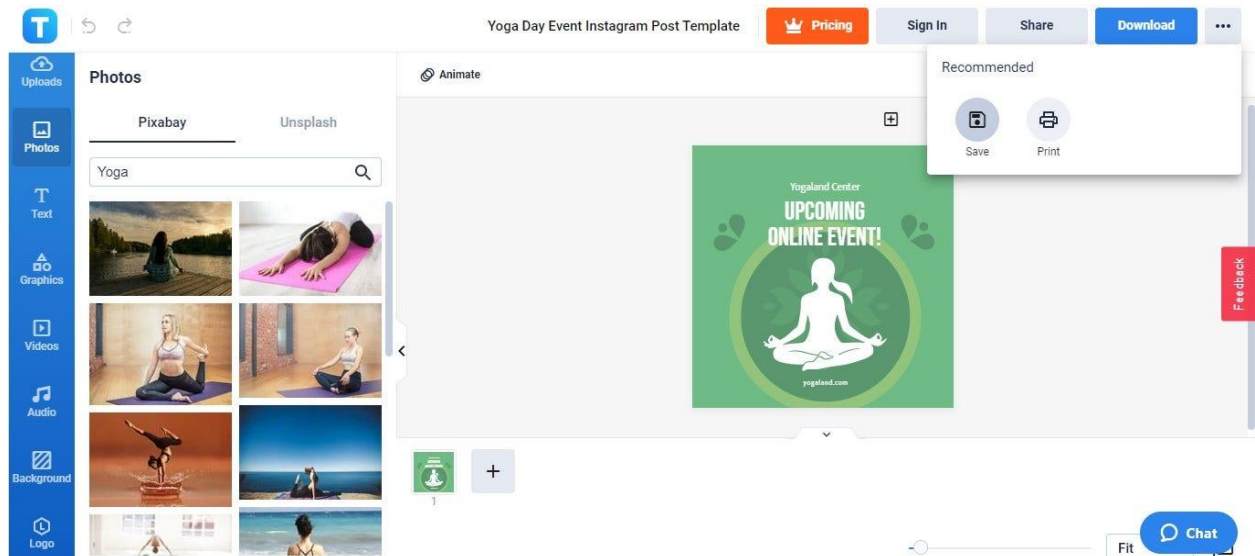 T
Yoga Day Event Instagram Post Template
Pricing
Sign In
Share
Download
Uploads
Photos
Text
Graphics
Videos
Audio
Background
Logo
Photos
Pixabay
Unsplash
Yoga
Animate
Recommended
Save
Print
Yogaland Center
UPCOMING
ONLINE EVENT!
yogaland.com
Feedback
1
Fit
Chat